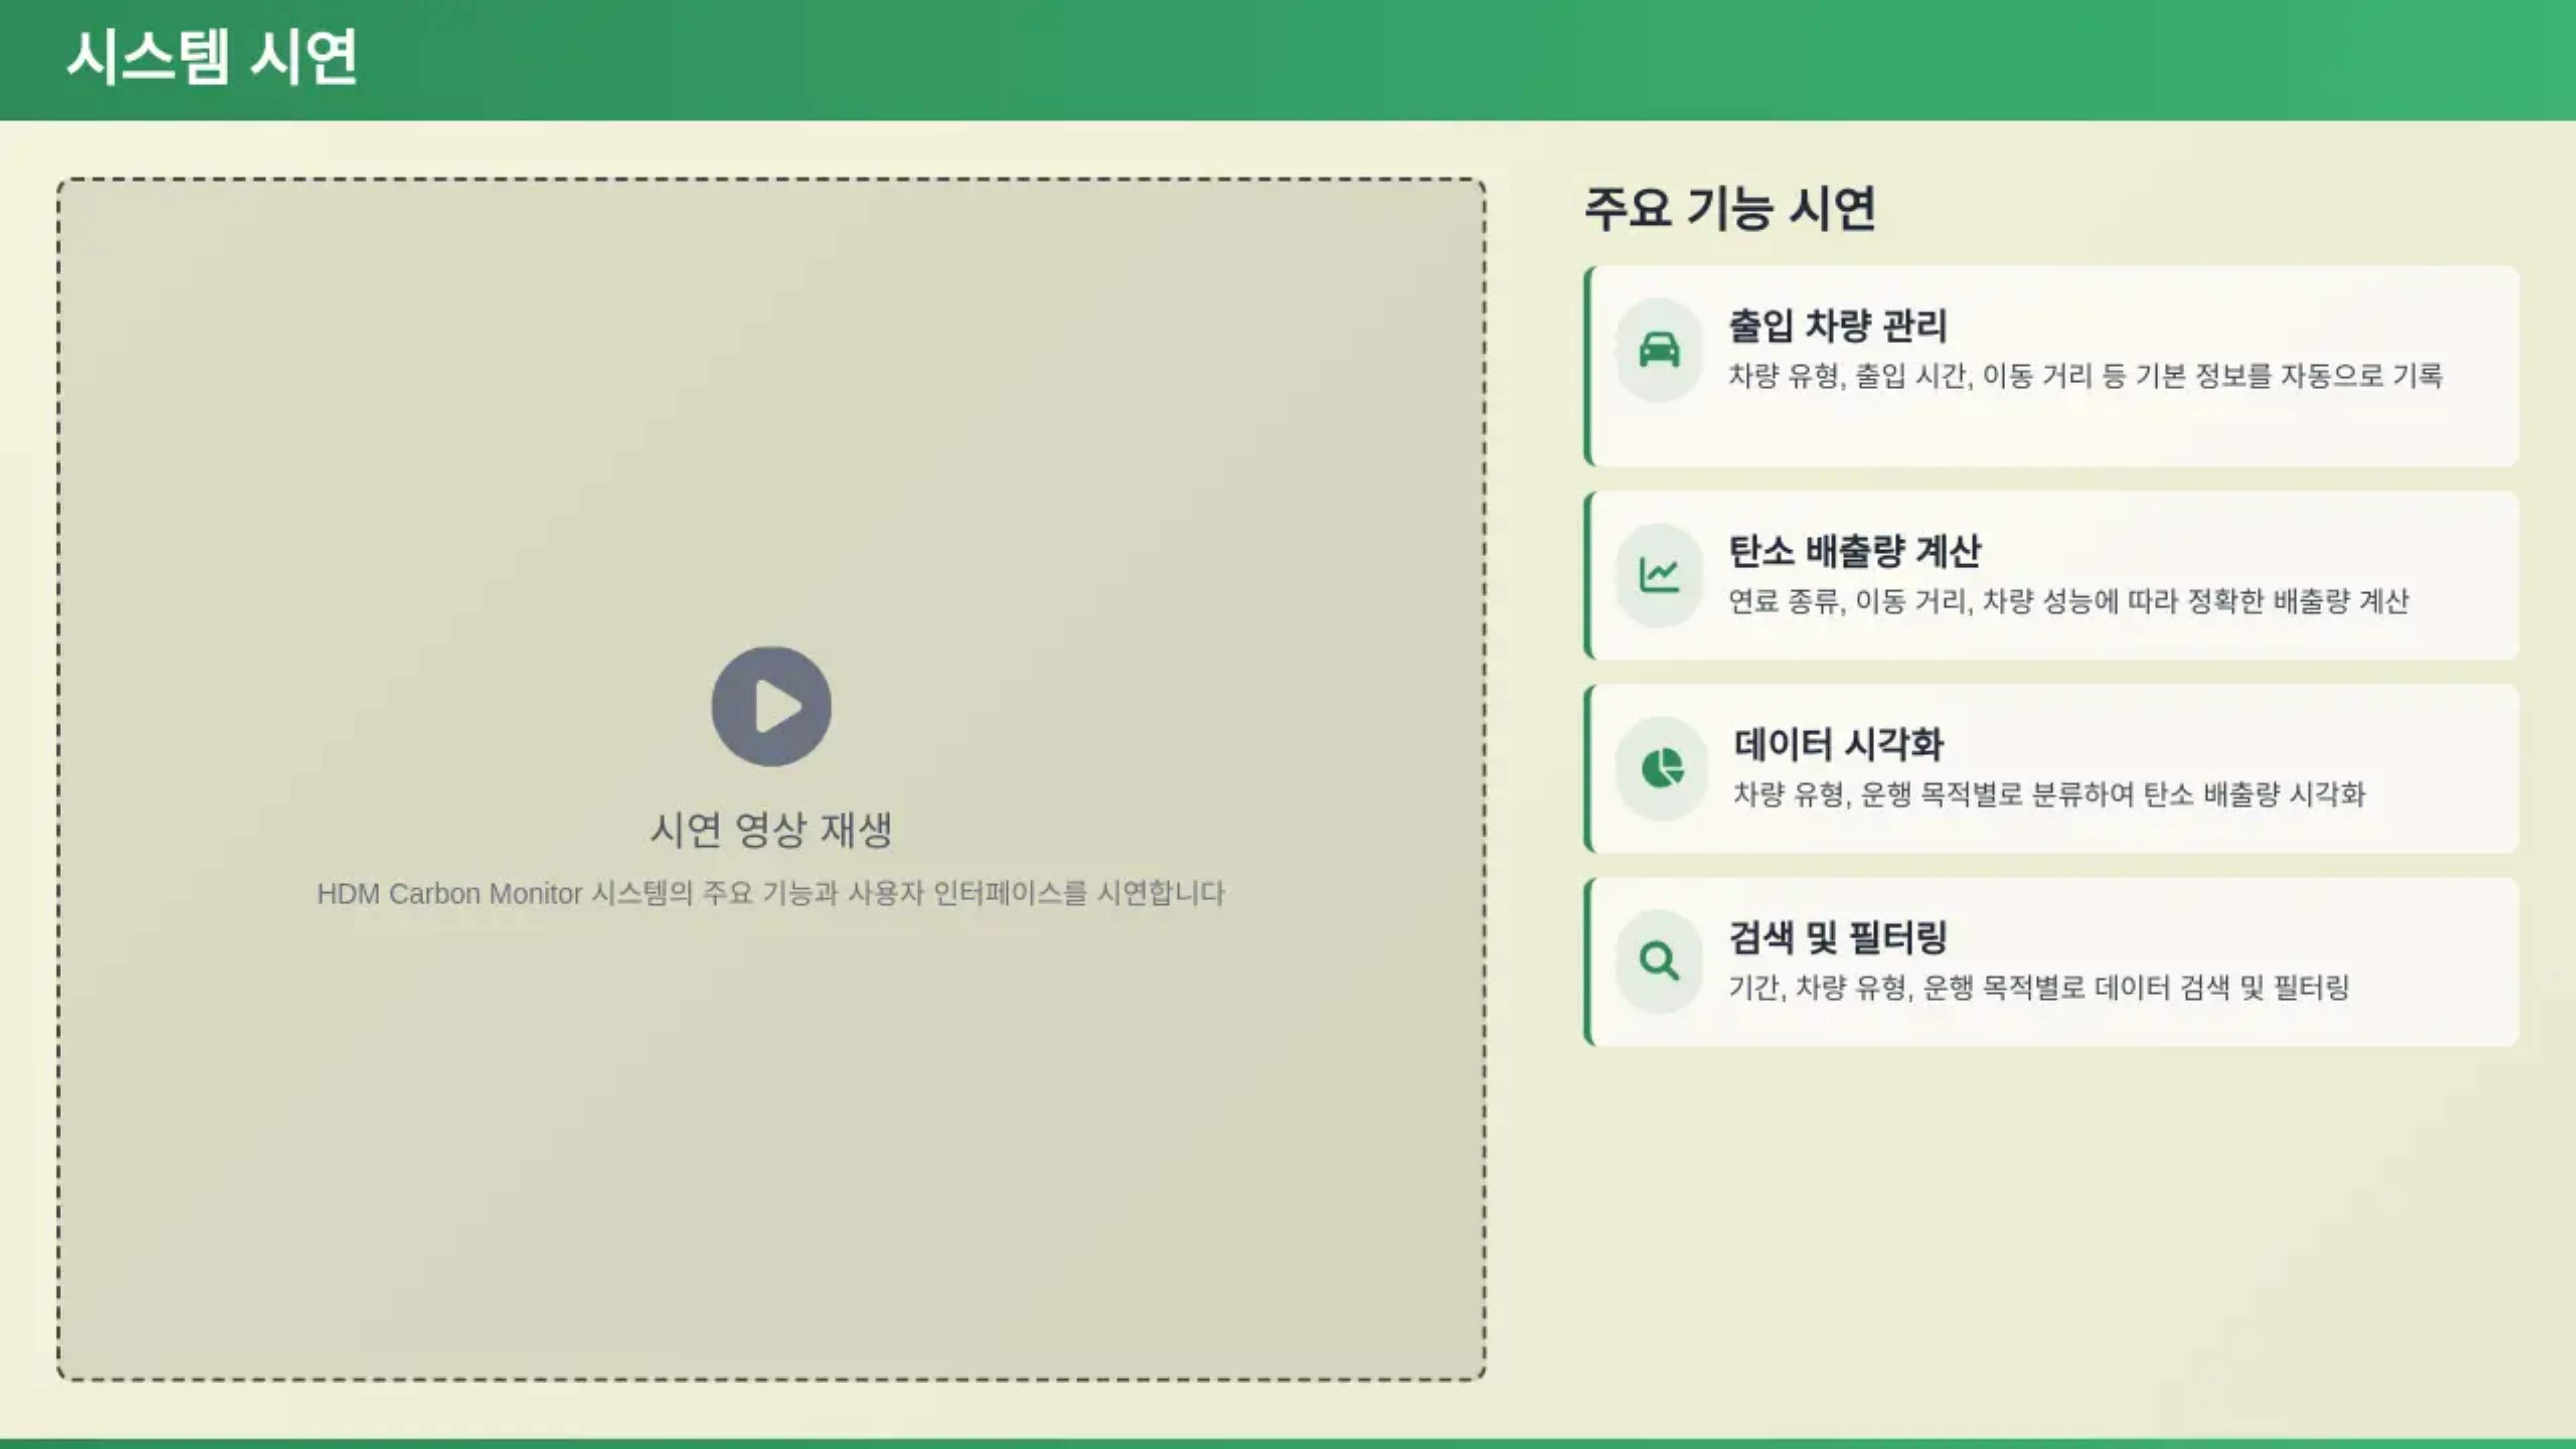 시스템 시연
시연 영상 재생
HDM Carbon Monitor 시스템의 주요 기능과 사용자 인터페이스를 시연합니다
주요 기능 시연
출입 차량 관리
차량 유형, 출입 시간, 이동 거리 등 기본 정보를 자동으로 기록
탄소 배출량 계산
연료 종류, 이동 거리, 차량 성능에 따라 정확한 배출량 계산
데이터 시각화
차량 유형, 운행 목적별로 분류하여 탄소 배출량 시각화
검색 및 필터링
기간, 차량 유형, 운행 목적별로 데이터 검색 및 필터링